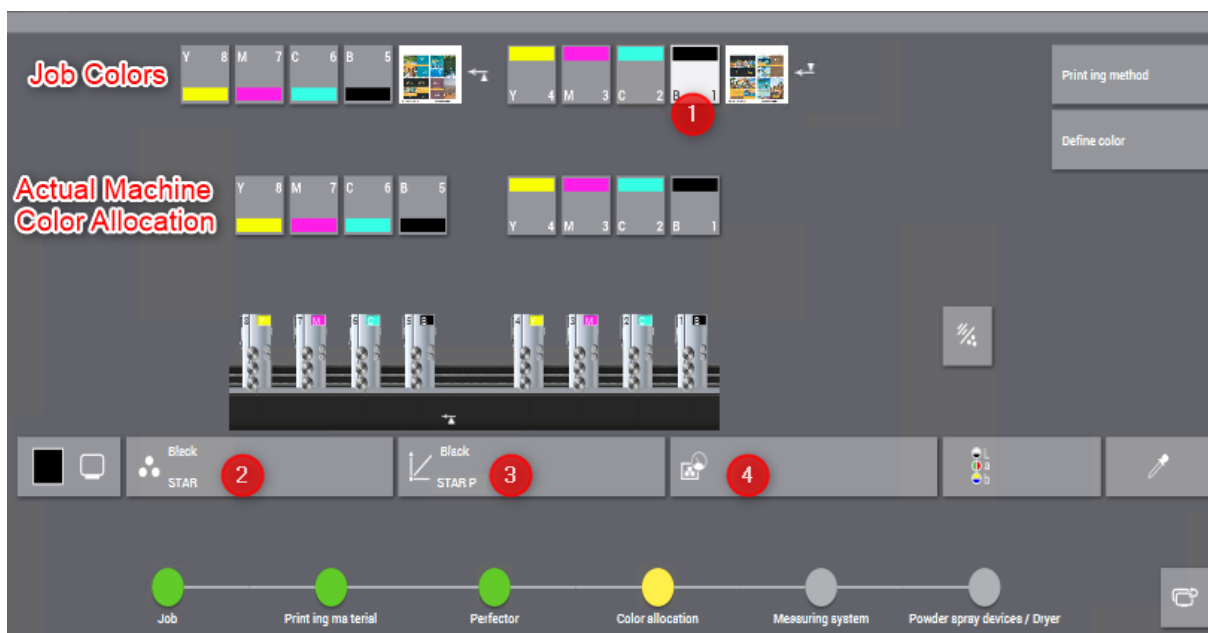 Job Colors
Y 8 M 7 C 6 B 5
Y 4 M 3 C 2 B 1
1
Print ing method
Define color
Actual Machine
Color Allocation
Y 8 M 7 C 6 B 5
Y 4 M 3 C 2 B 1
8 Y 7 M 6 C 5 B 4 Y 3 M 2 C 1 B
Bleck
STAR
2
Black
STAR P
3
4
L
a
b
Job
Print ing ma terial
Perfector
Color allocation
Measuring system
Powder spray devices / Dryer